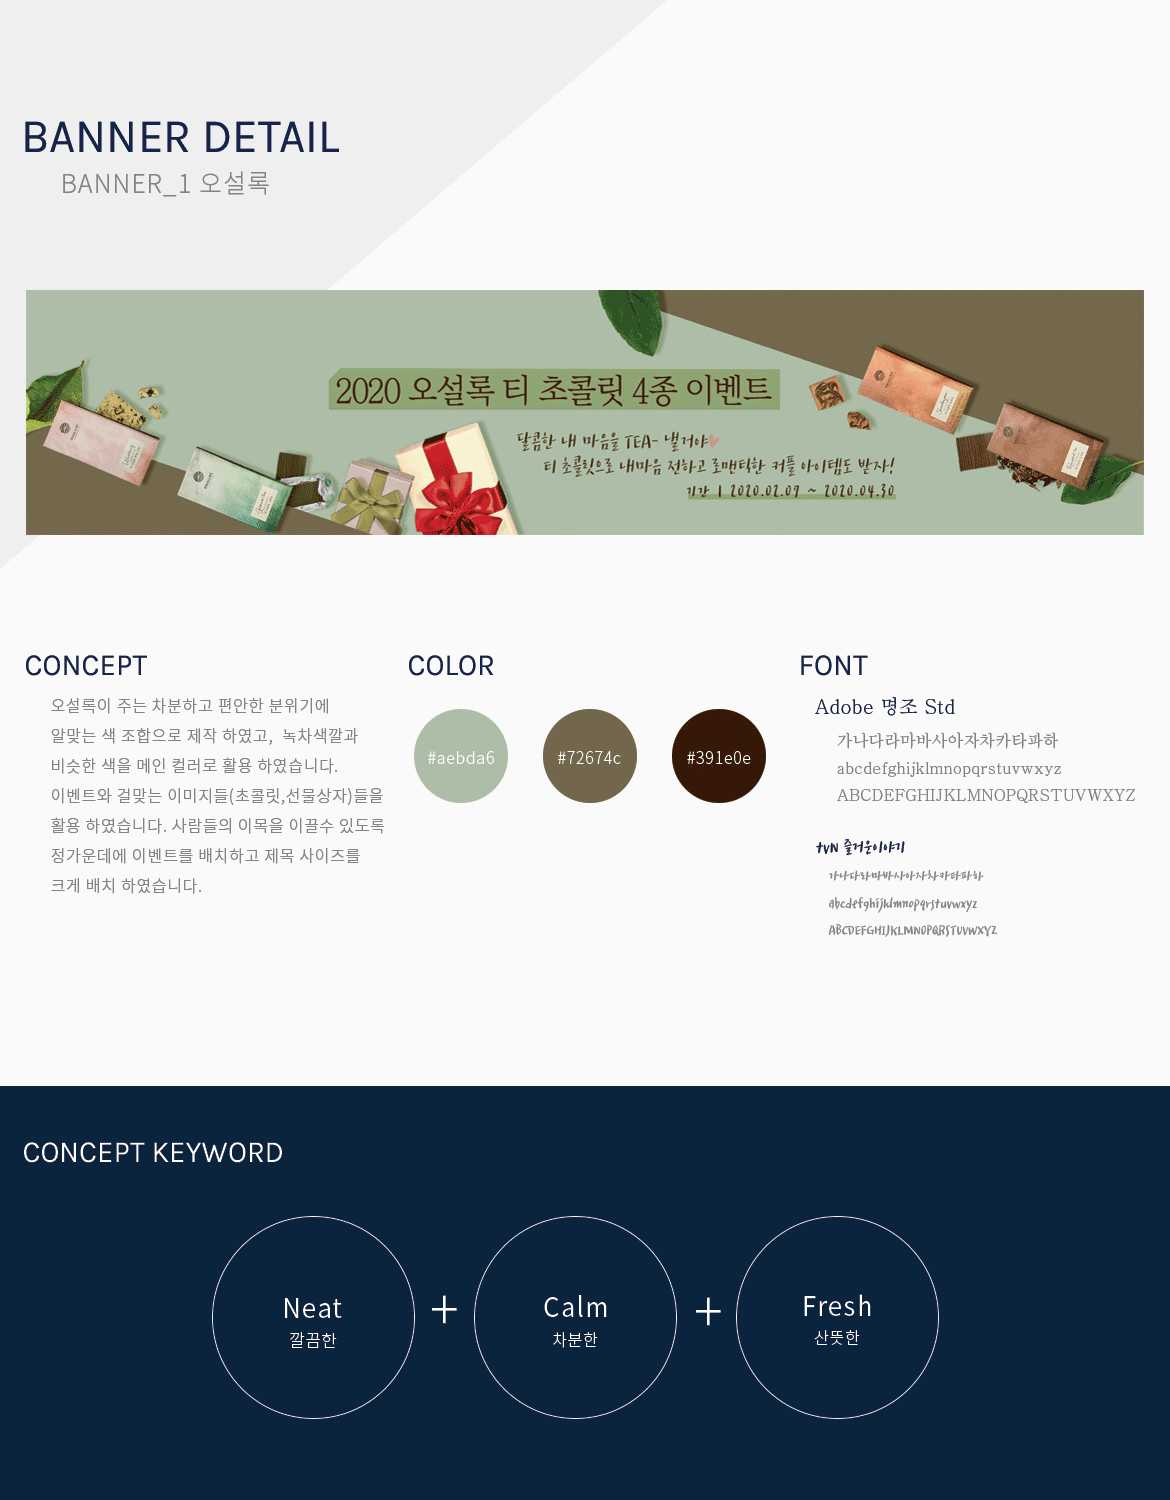 BANNER DETAIL
BANNER_1 오설록
2020 오설록 티 초콜릿 4종 이벤트
달콤한 내 마음을 TEA- 낼거야
티 초콜릿으로 내마음 전하고 로맨틱한 커플 아이템도 받자!
기간 | 2020.02.09 ~ 2020.04.30
CONCEPT
오설록이 주는 차분하고 편안한 분위기에
알맞는 색 조합으로 제작 하였고, 녹차색깔과
비슷한 색을 메인 컬러로 활용 하였습니다.
이벤트와 걸맞는 이미지들(초콜릿,선물상자)들을
활용 하였습니다. 사람들의 이목을 이끌수 있도록
정가운데에 이벤트를 배치하고 제목 사이즈를
크게 배치 하였습니다.
COLOR
#aebda6
#72674c
#391e0e
FONT
Adobe 명조 Std
가나다라마바사아자차카타파하
abcdefghijklmnopqrstuvwxyz
ABCDEFGHIJKLMNOPQRSTUVWXYZ
tvN 즐거운이야기
가나다라마바사아자차카타파하
abcdefghijklmnopqrstuvwxyz
ABCDEFGHIJKLMNOPQRSTUVWXYZ
CONCEPT KEYWORD
Neat
깔끔한
+
Calm
차분한
+
Fresh
산뜻한